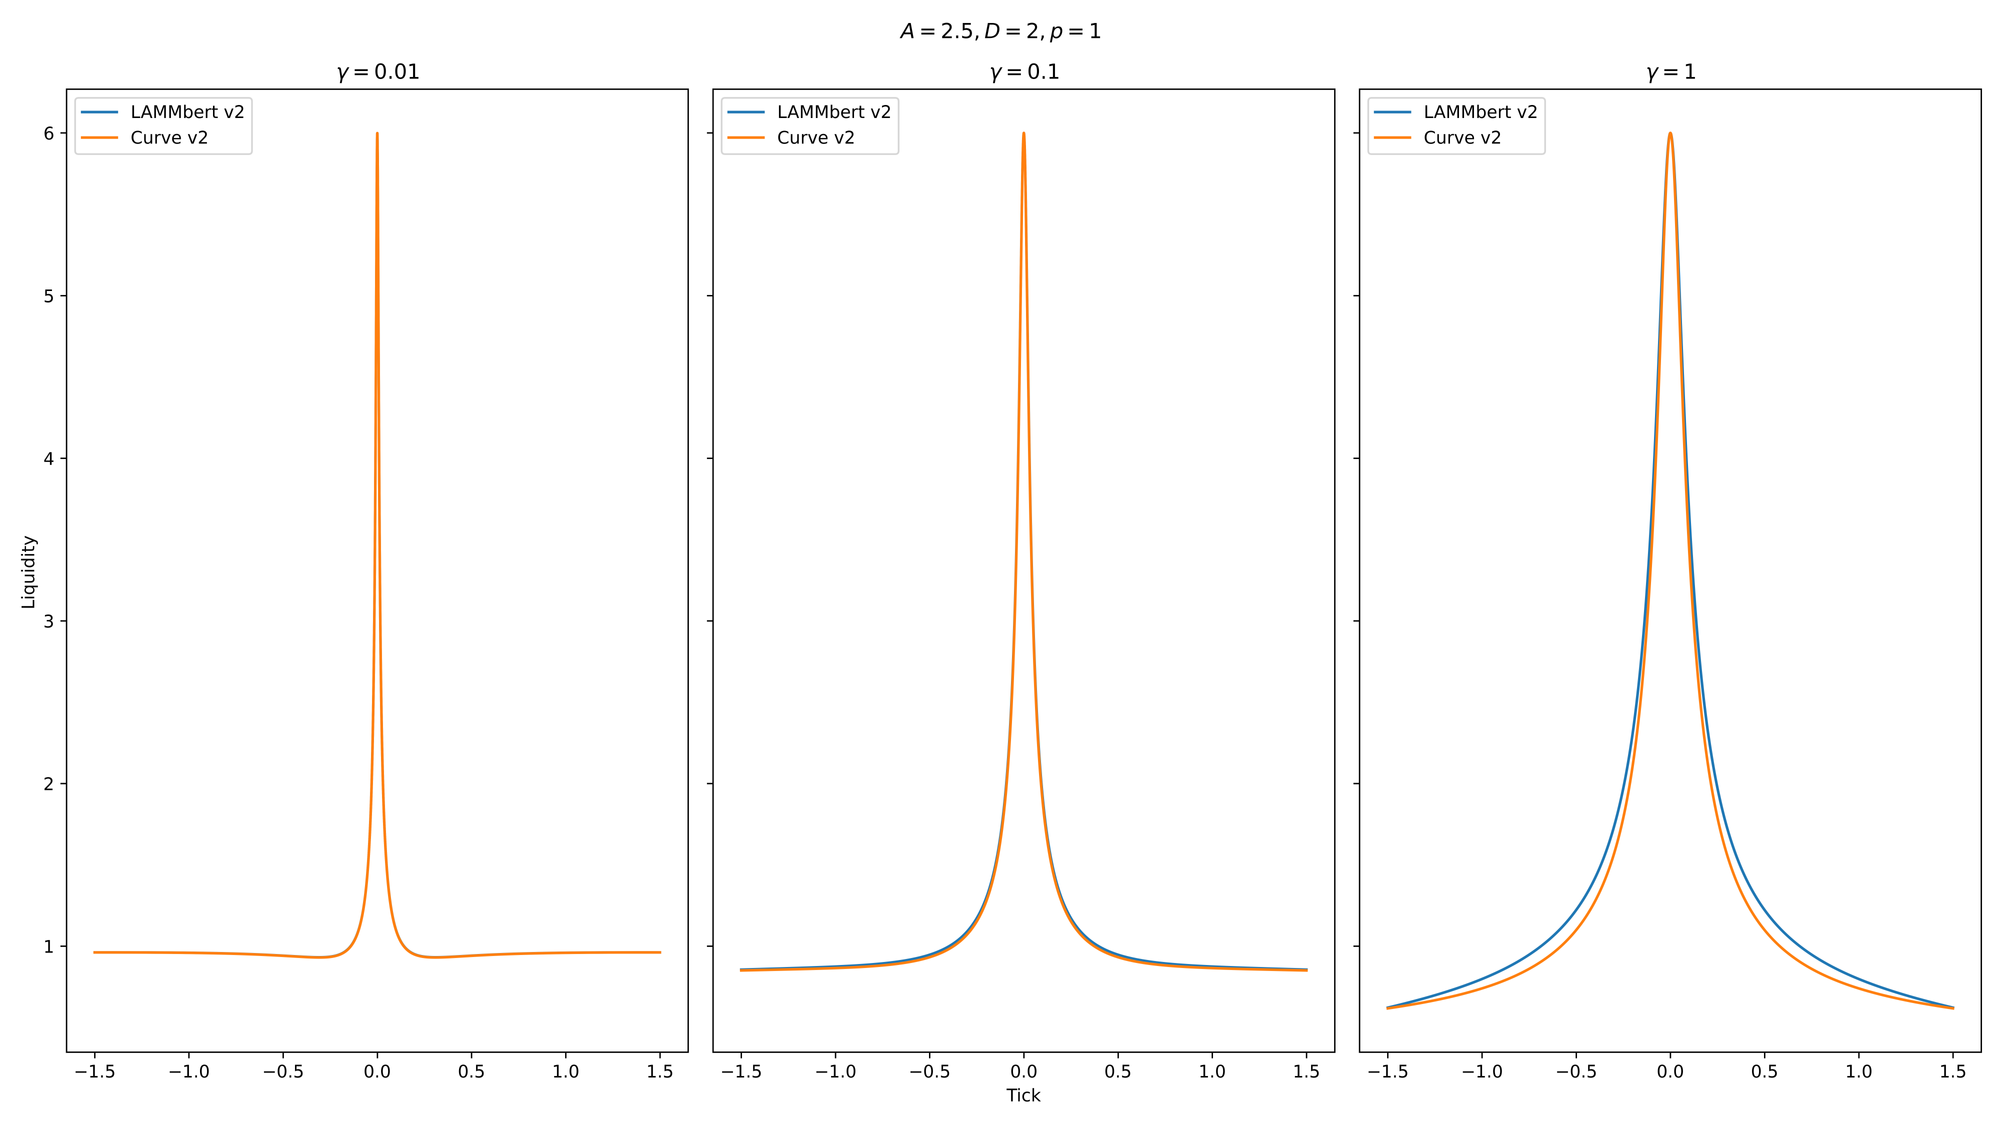 A = 2.5, D = 2, p = 1
γ = 0.01
LAMMbert v2
Curve v2
6
5
4
3
2
1
Liquidity
−1.5 −1.0 −0.5 0.0 0.5 1.0 1.5
γ = 0.1
LAMMbert v2
Curve v2
−1.5 −1.0 −0.5 0.0 0.5 1.0 1.5
Tick
γ = 1
LAMMbert v2
Curve v2
−1.5 −1.0 −0.5 0.0 0.5 1.0 1.5